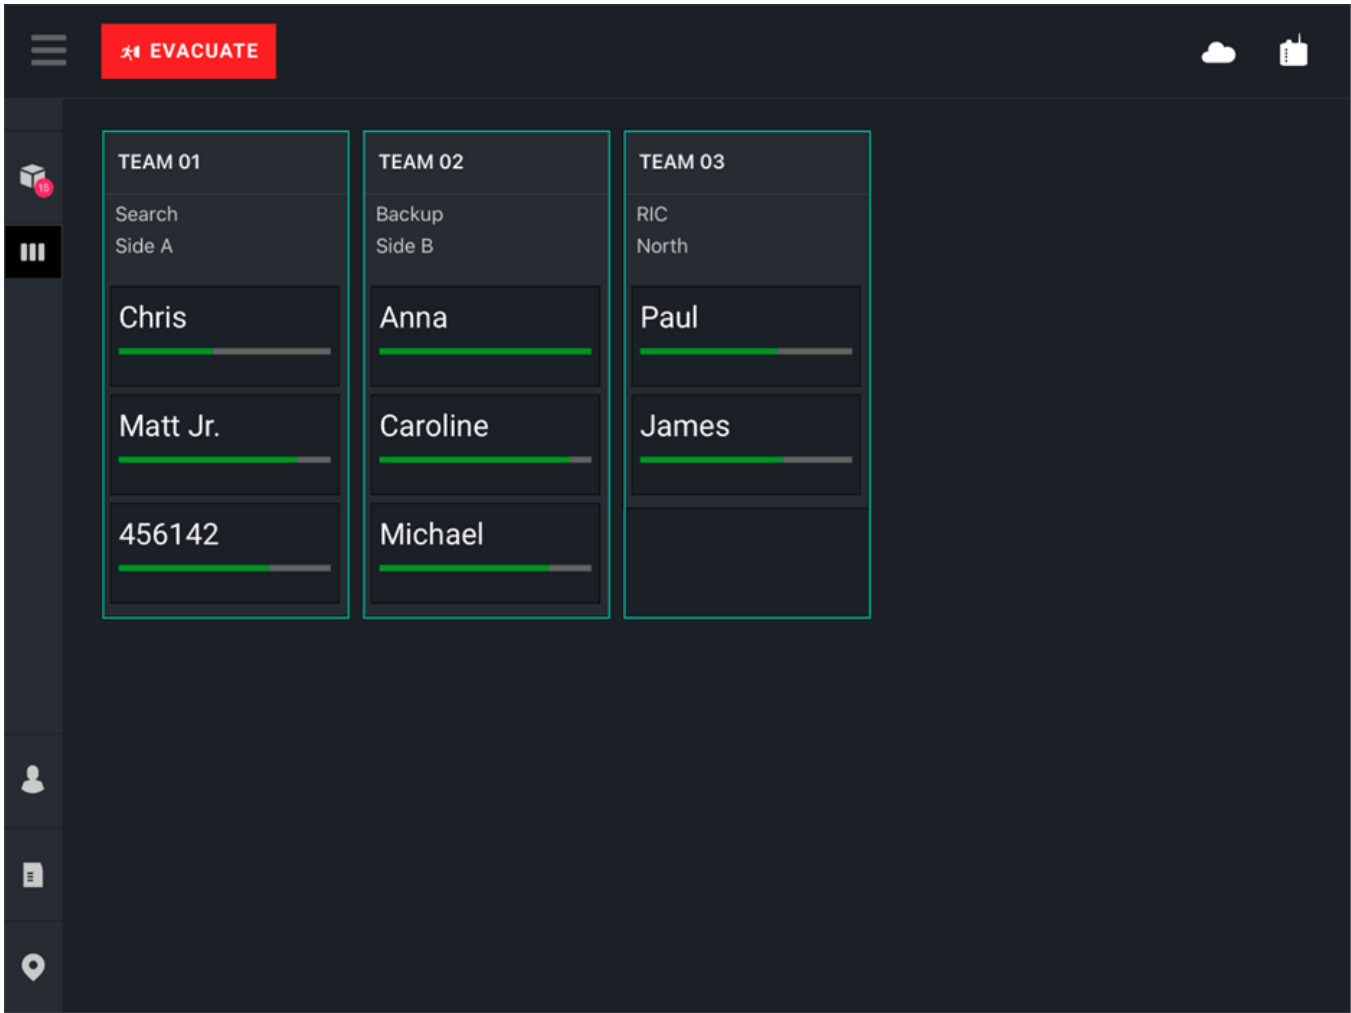 EVACUATE
15
TEAM 01
Search
Side A
Chris
Matt Jr.
456142
TEAM 02
Backup
Side B
Anna
Caroline
Michael
TEAM 03
RIC
North
Paul
James